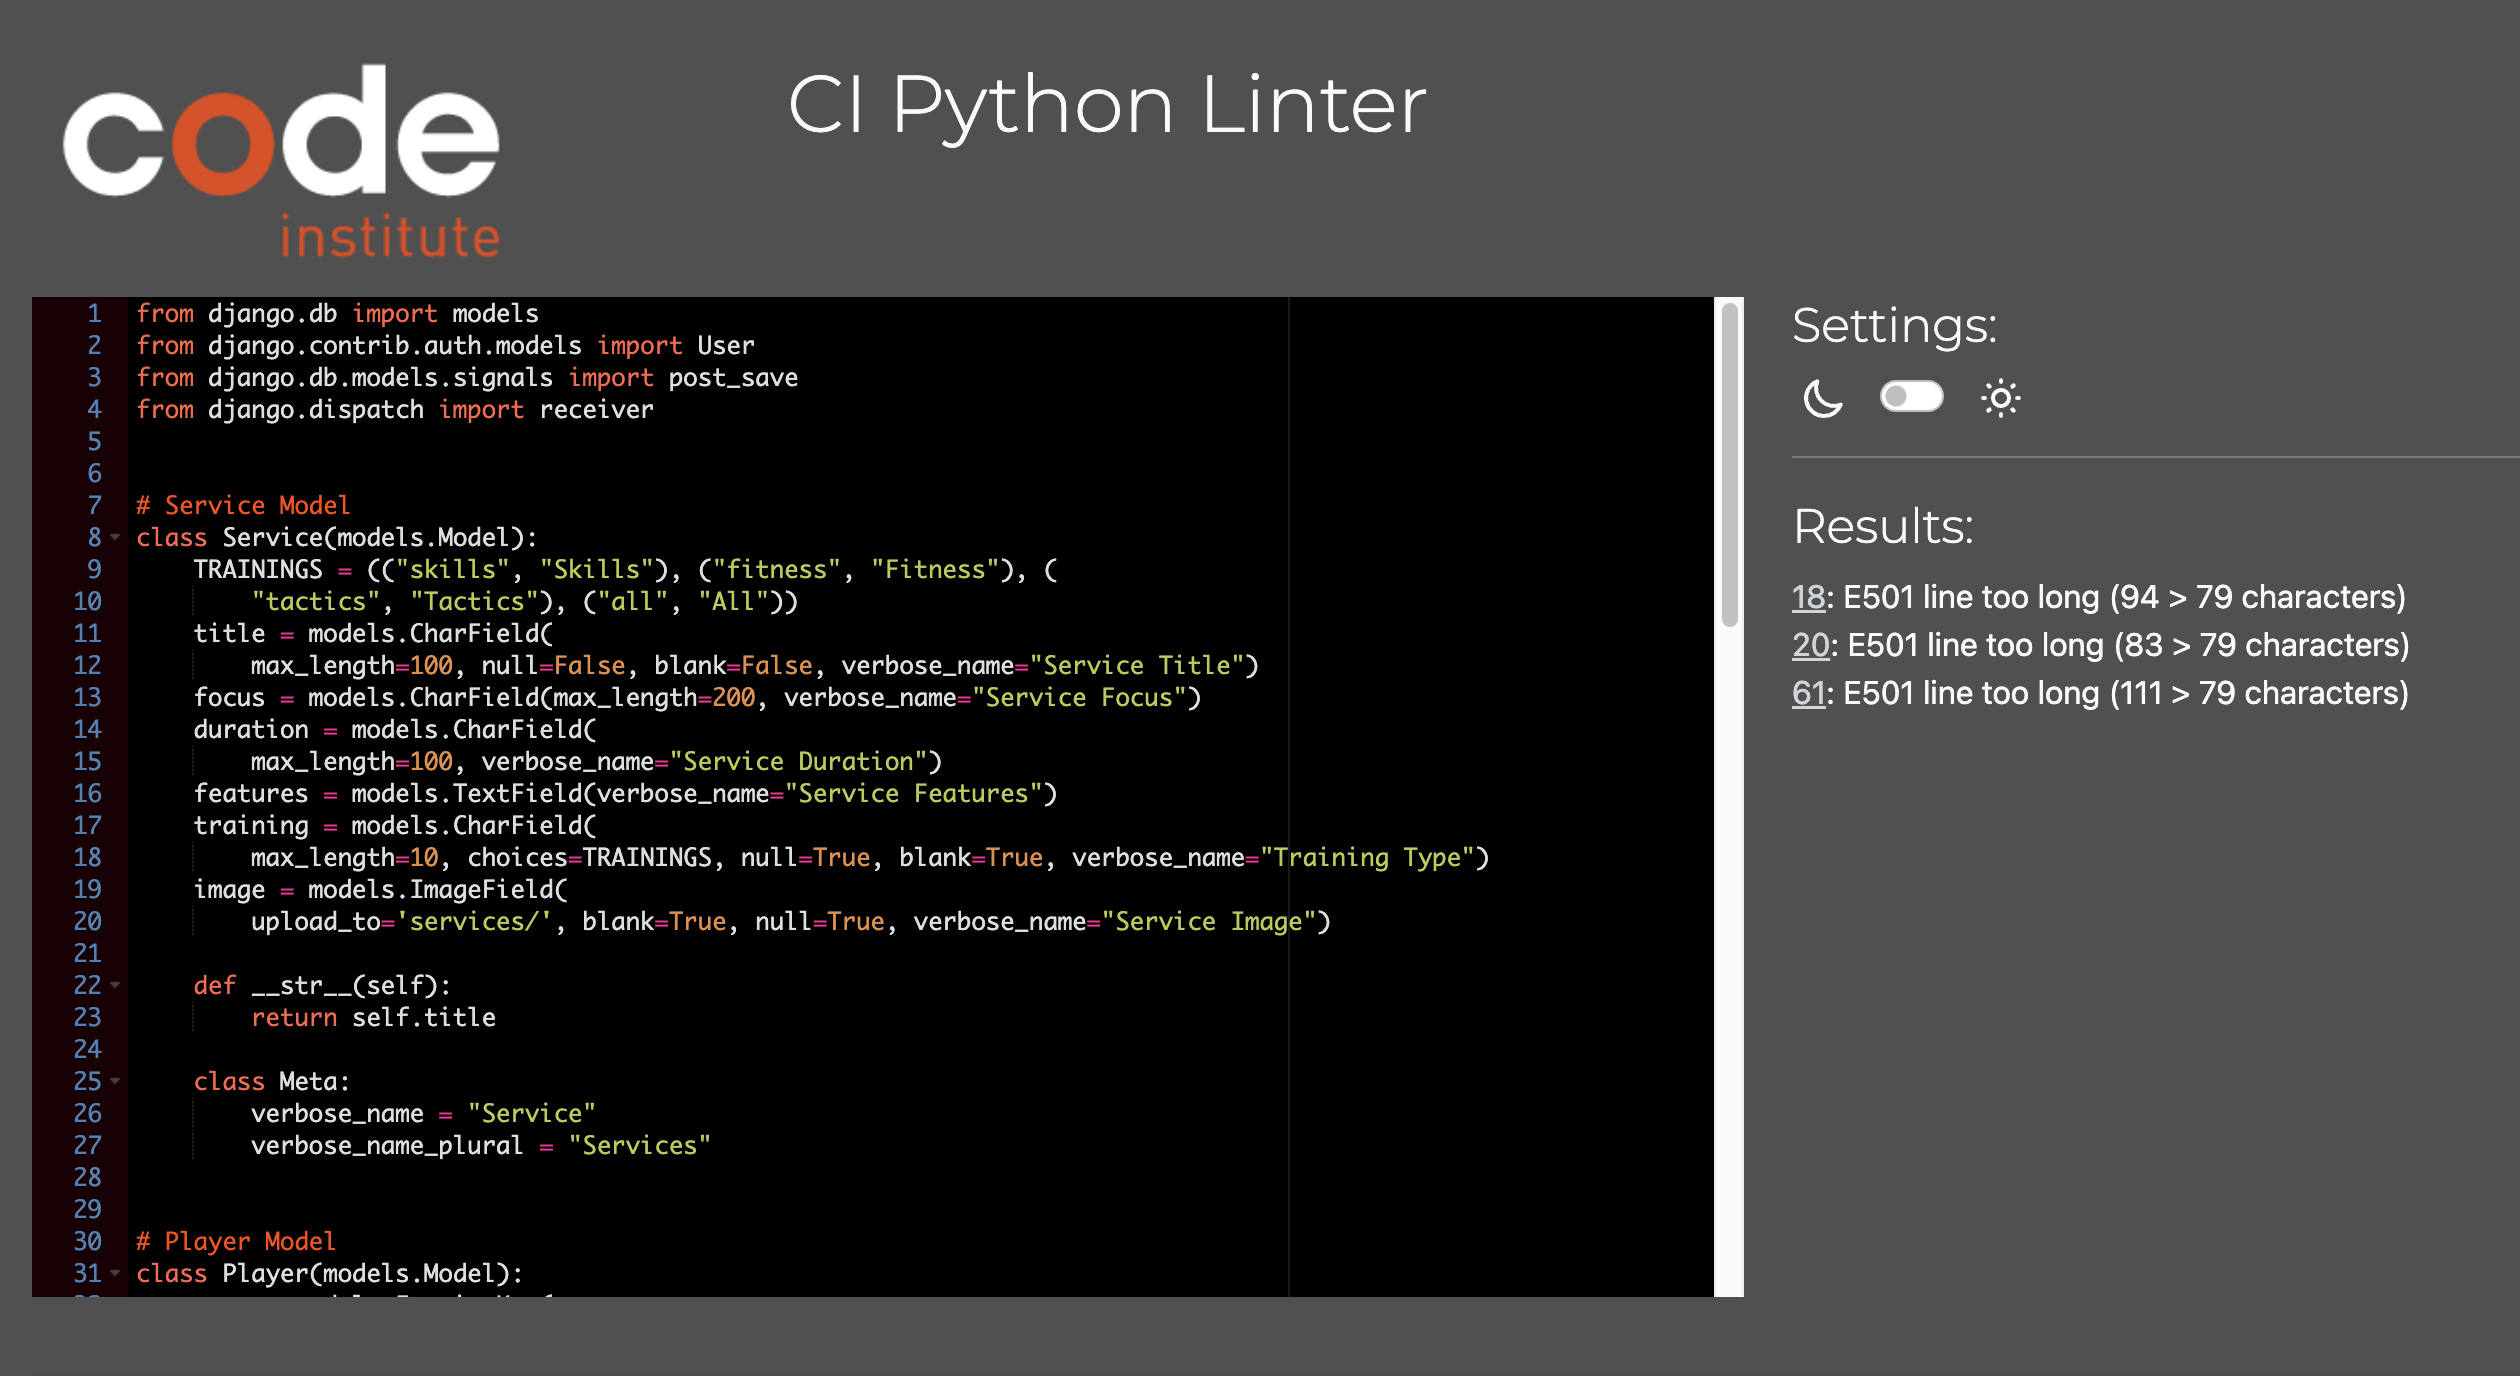 code
institute
CI Python Linter
1 from django.db import models
2 from django.contrib.auth.models import User
3 from django.db.models.signals import post_save
4 from django.dispatch import receiver
5
6
7 # Service Model
8 class Service(models.Model):
9     TRAININGS = (("skills", "Skills"), ("fitness", "Fitness"), (
10         "tactics", "Tactics"), ("all", "All"))
11     title = models.CharField(
12         max_length=100, null=False, blank=False, verbose_name="Service Title")
13     focus = models.CharField(max_length=200, verbose_name="Service Focus")
14     duration = models.CharField(
15         max_length=100, verbose_name="Service Duration")
16     features = models.TextField(verbose_name="Service Features")
17     training = models.CharField(
18         max_length=10, choices=TRAININGS, null=True, blank=True, verbose_name="Training Type")
19     image = models.ImageField(
20         upload_to='services/', blank=True, null=True, verbose_name="Service Image")
21
22     def __str__(self):
23         return self.title
24
25     class Meta:
26         verbose_name = "Service"
27         verbose_name_plural = "Services"
28
29
30 # Player Model
31 class Player(models.Model):
Settings:
Results:
18: E501 line too long (94 > 79 characters)
20: E501 line too long (83 > 79 characters)
61: E501 line too long (111 > 79 characters)